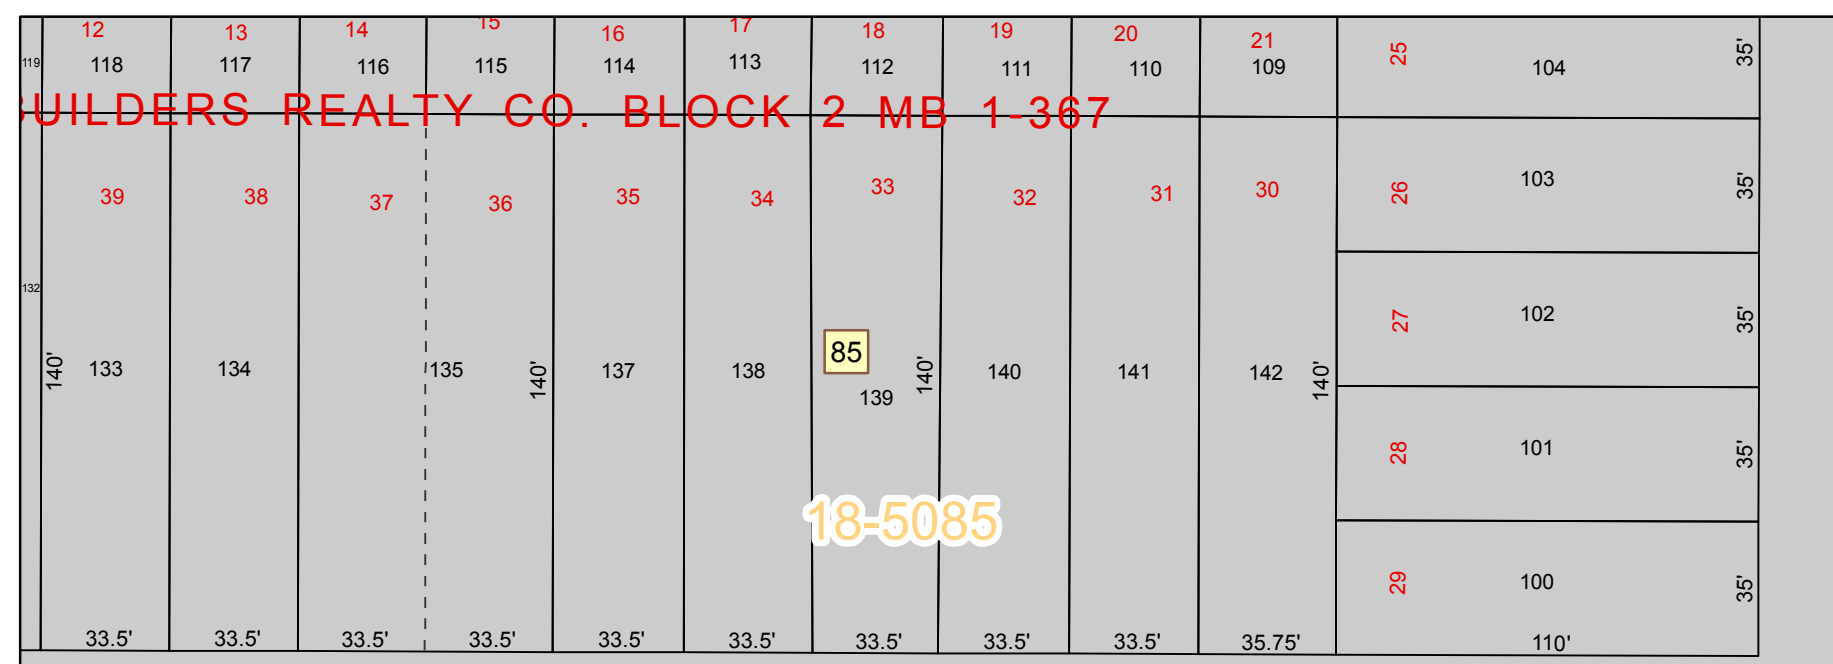 12 13 14 15 16 17 18 19 20 21 25
119 118 117 116 115 114 113 112 111 110 109 104 35'
BUILDERS REALTY CO. BLOCK 2 MB 1-367
39 38 37 36 35 34 33 32 31 30 26 103 35'
132
27 102 35'
85
140' 133 134 135 140' 137 138 139 140' 140 141 142 140'
28 101 35'
18-5085
29 100 35'
33.5' 33.5' 33.5' 33.5' 33.5' 33.5' 33.5' 33.5' 33.5' 35.75' 110'